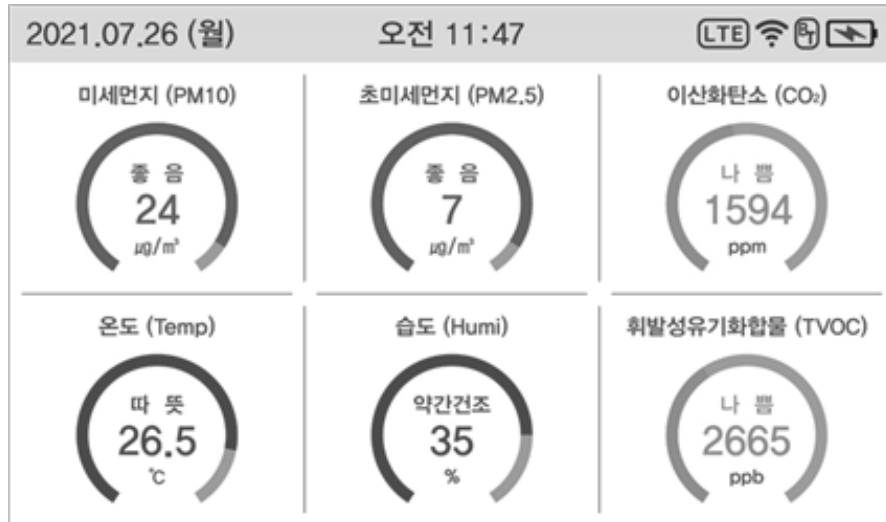 2021.07.26 (월) 오전 11:47 LTE BT
미세먼지 (PM10)
좋음
24
㎍/㎥
초미세먼지 (PM2.5)
좋음
7
㎍/㎥
이산화탄소 (CO₂)
나쁨
1594
ppm
온도 (Temp)
따뜻
26.5
℃
습도 (Humi)
약간건조
35
%
휘발성유기화합물 (TVOC)
나쁨
2665
ppb